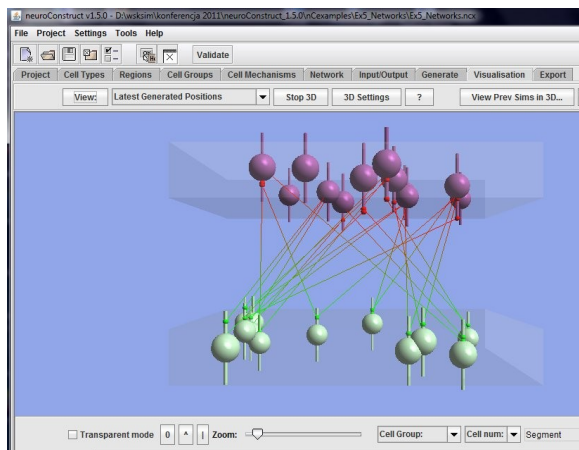 neuroConstruct v1.5.0 - D:\wsksim\konferencja 2011\neuroConstruct_1.5.0\nCexamples\Ex5_Networks\Ex5_Networks.ncx
File Project Settings Tools Help
Validate
Project Cell Types Regions Cell Groups Cell Mechanisms Network Input/Output Generate Visualisation Export
View: Latest Generated Positions Stop 3D 3D Settings ? View Prev Sims in 3D...
Transparent mode 0 ^ | Zoom: Cell Group: Cell num: Segment